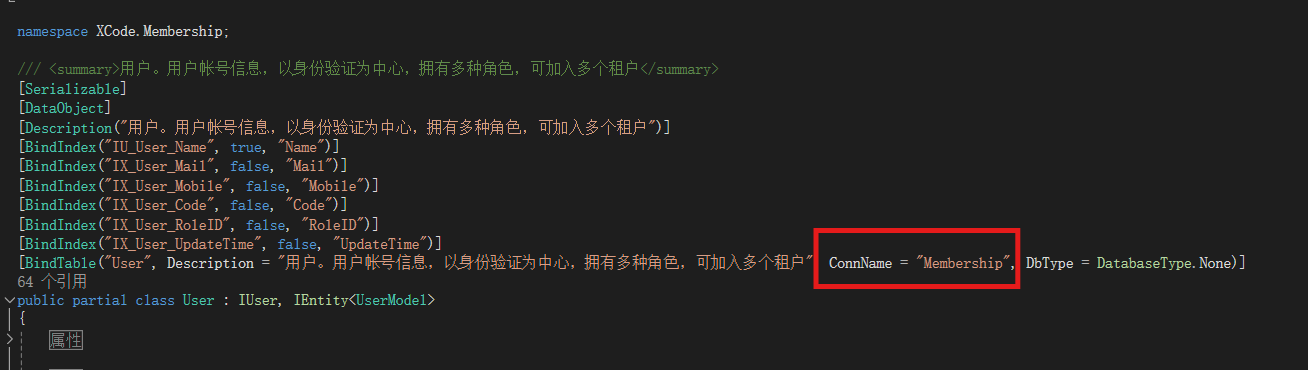 namespace XCode.Membership;
/// <summary>用户。用户帐号信息，以身份验证为中心，拥有多种角色，可加入多个租户</summary>
[Serializable]
[DataObject]
[Description("用户。用户帐号信息，以身份验证为中心，拥有多种角色，可加入多个租户")]
[BindIndex("IU_User_Name", true, "Name")]
[BindIndex("IX_User_Mail", false, "Mail")]
[BindIndex("IX_User_Mobile", false, "Mobile")]
[BindIndex("IX_User_Code", false, "Code")]
[BindIndex("IX_User_RoleID", false, "RoleID")]
[BindIndex("IX_User_UpdateTime", false, "UpdateTime")]
[BindTable("User", Description = "用户。用户帐号信息，以身份验证为中心，拥有多种角色，可加入多个租户" ConnName = "Membership", DbType = DatabaseType.None)]
64 个引用
public partial class User : IUser, IEntity<UserModel>
{
属性